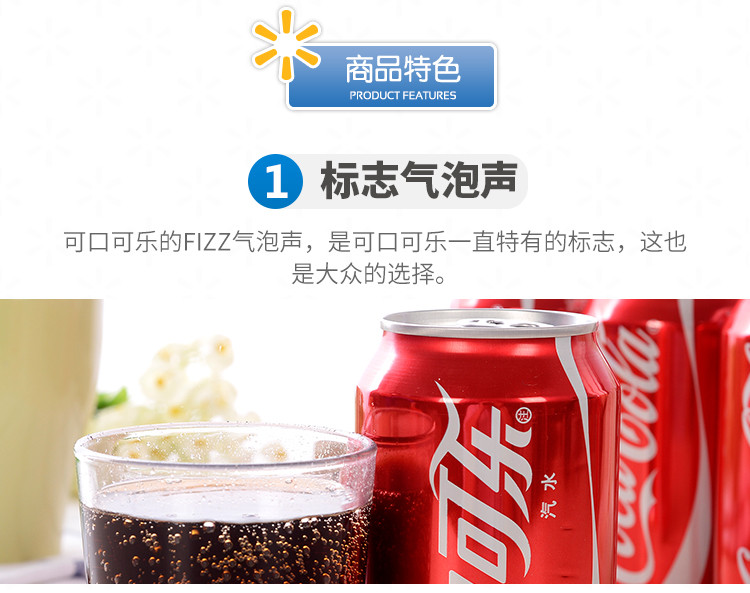 商品特色
PRODUCT FEATURES
1 标志气泡声
可口可乐的FIZZ气泡声，是可口可乐一直特有的标志，这也
是大众的选择。
可乐
汽水
Coca-Cola